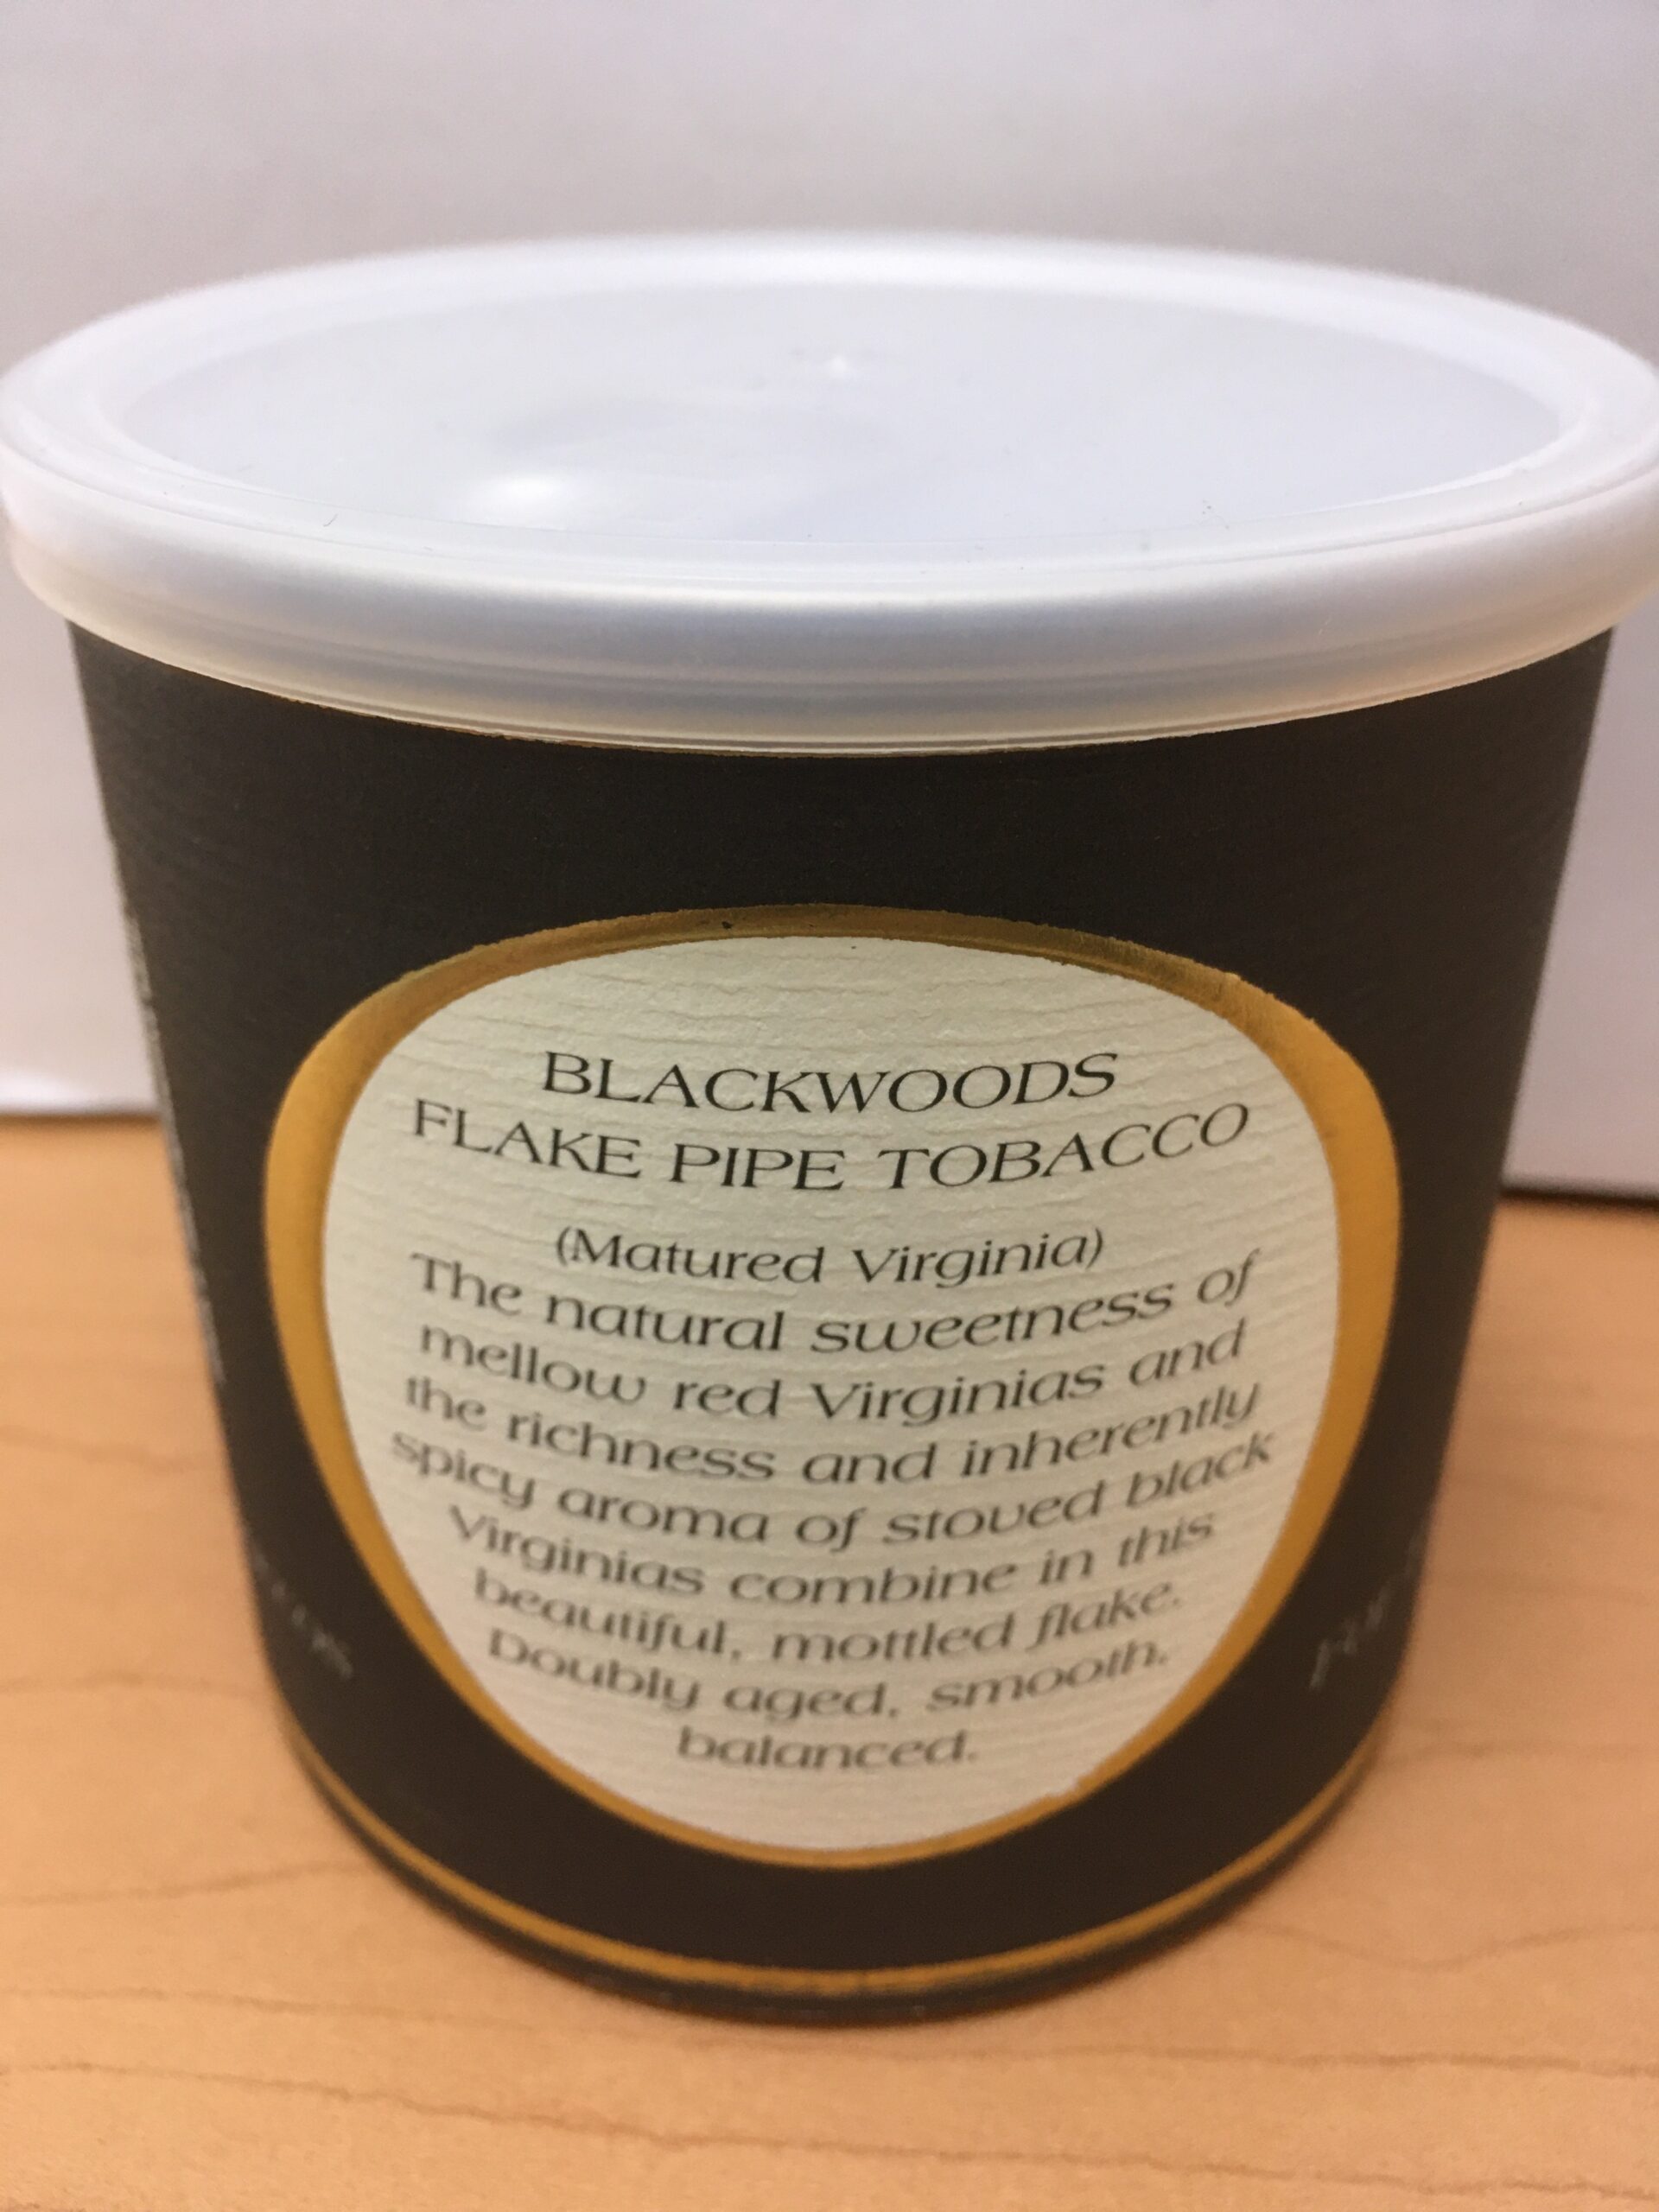 BLACKWOODS
FLAKE PIPE TOBACCO
(Matured Virginia)
The natural sweetness of
mellow red Virginias and
the richness and inherently
spicy aroma of stoved black
Virginias combine in this
beautiful, mottled flake.
Doubly aged, smooth,
balanced.